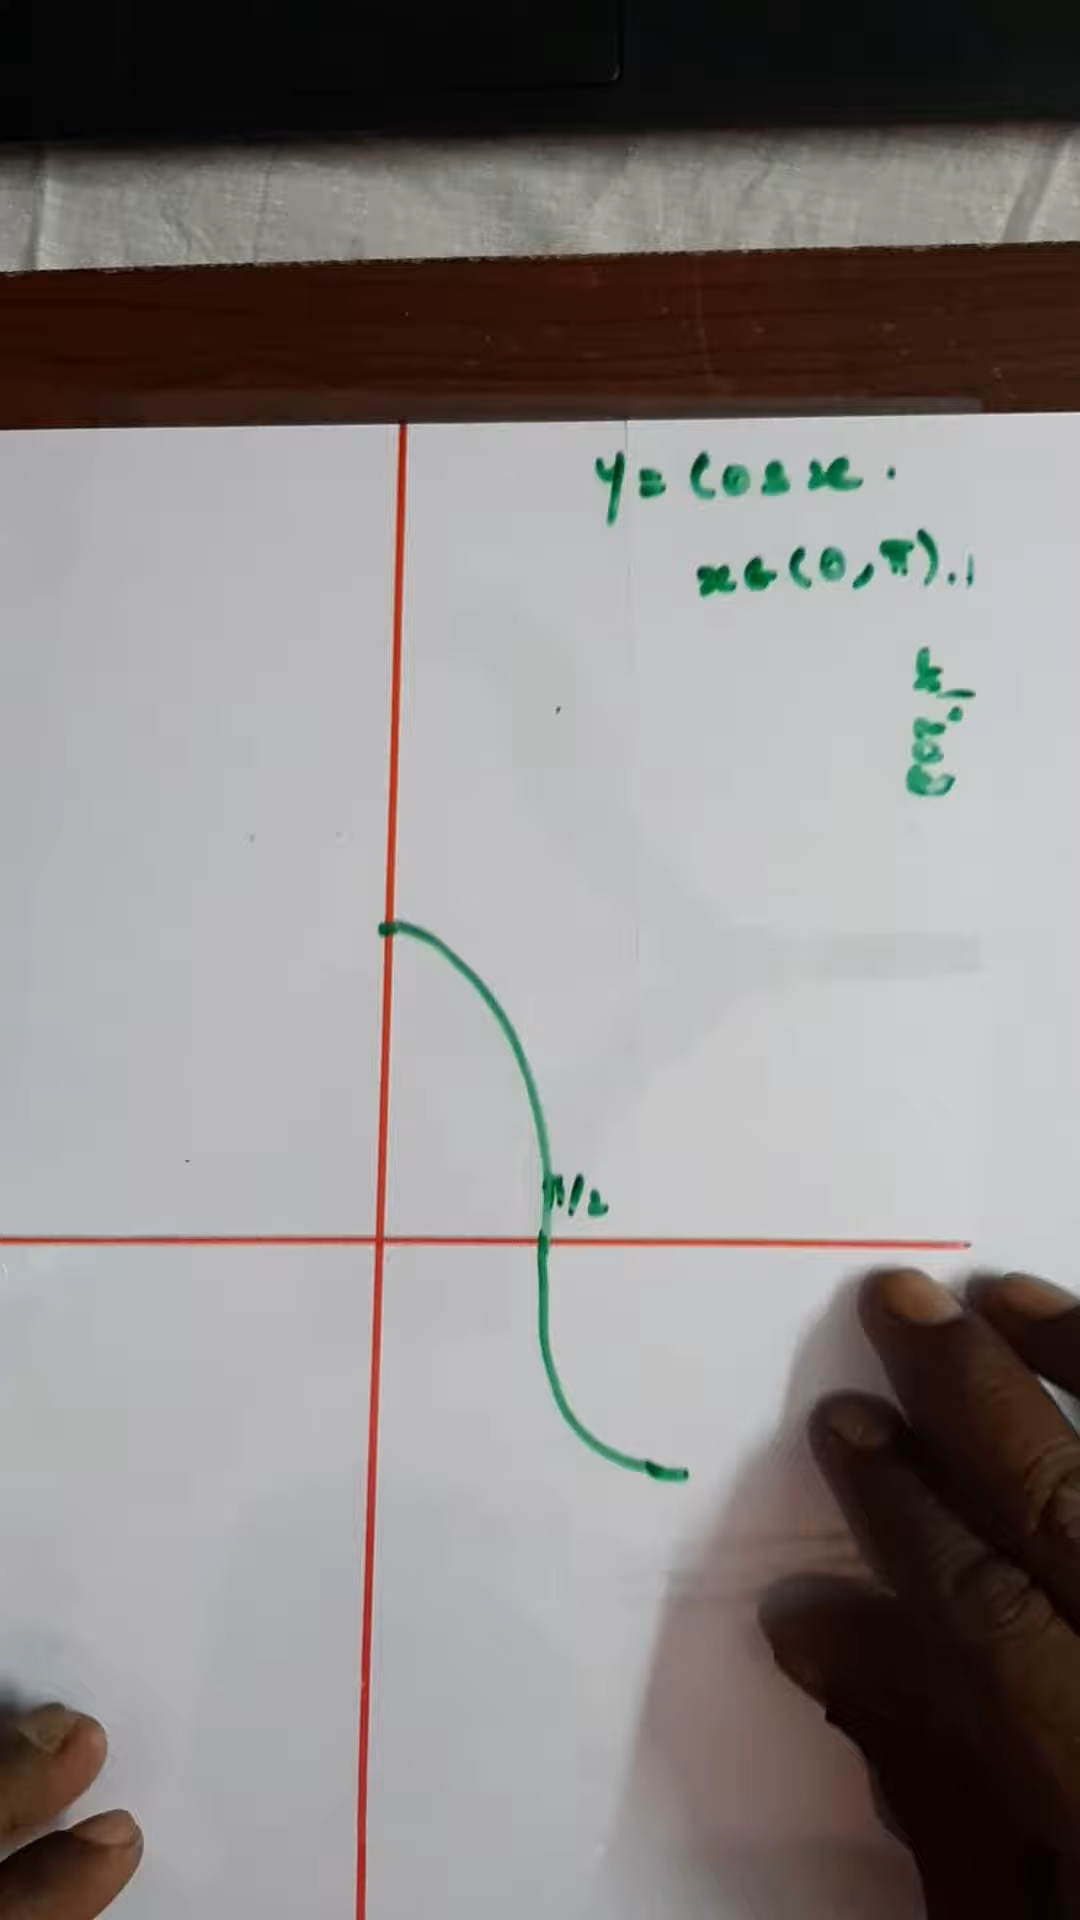 y = cos x .
x ∈ (0, π) .
π/2